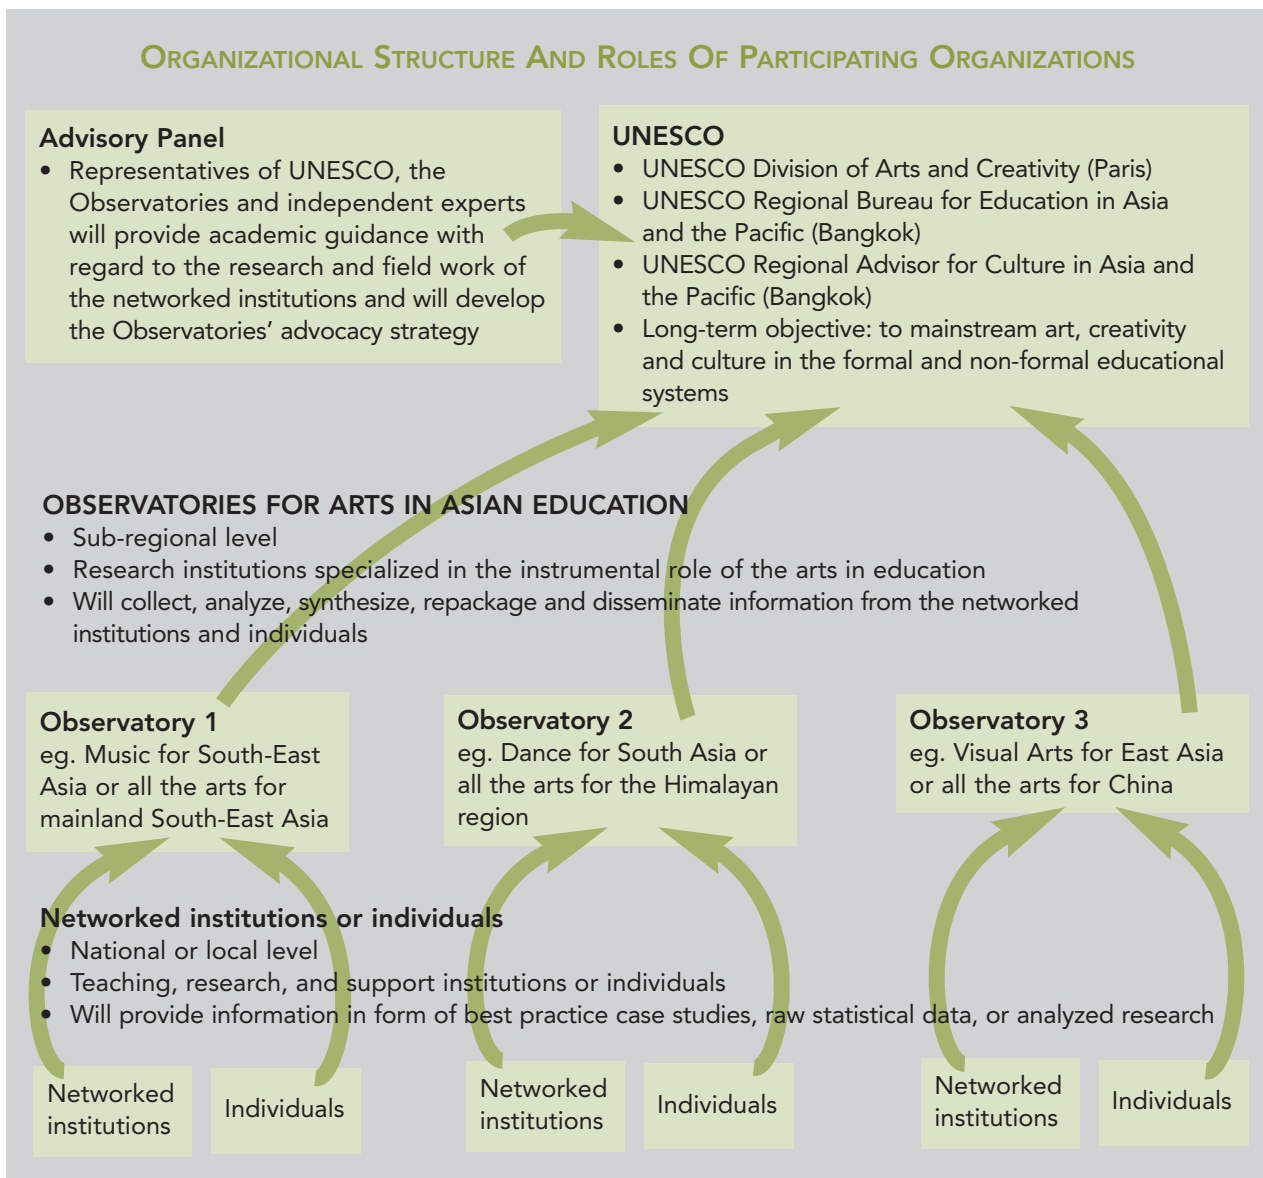 Organizational Structure And Roles Of Participating Organizations
Advisory Panel
• Representatives of UNESCO, the
Observatories and independent experts
will provide academic guidance with
regard to the research and field work of
the networked institutions and will develop
the Observatories’ advocacy strategy
UNESCO
• UNESCO Division of Arts and Creativity (Paris)
• UNESCO Regional Bureau for Education in Asia
and the Pacific (Bangkok)
• UNESCO Regional Advisor for Culture in Asia and
the Pacific (Bangkok)
• Long-term objective: to mainstream art, creativity
and culture in the formal and non-formal educational
systems
OBSERVATORIES FOR ARTS IN ASIAN EDUCATION
• Sub-regional level
• Research institutions specialized in the instrumental role of the arts in education
• Will collect, analyze, synthesize, repackage and disseminate information from the networked
institutions and individuals
Observatory 1
eg. Music for South-East
Asia or all the arts for
mainland South-East Asia
Observatory 2
eg. Dance for South Asia or
all the arts for the Himalayan
region
Observatory 3
eg. Visual Arts for East Asia
or all the arts for China
Networked institutions or individuals
• National or local level
• Teaching, research, and support institutions or individuals
• Will provide information in form of best practice case studies, raw statistical data, or analyzed research
Networked
institutions
Individuals
Networked
institutions
Individuals
Networked
institutions
Individuals